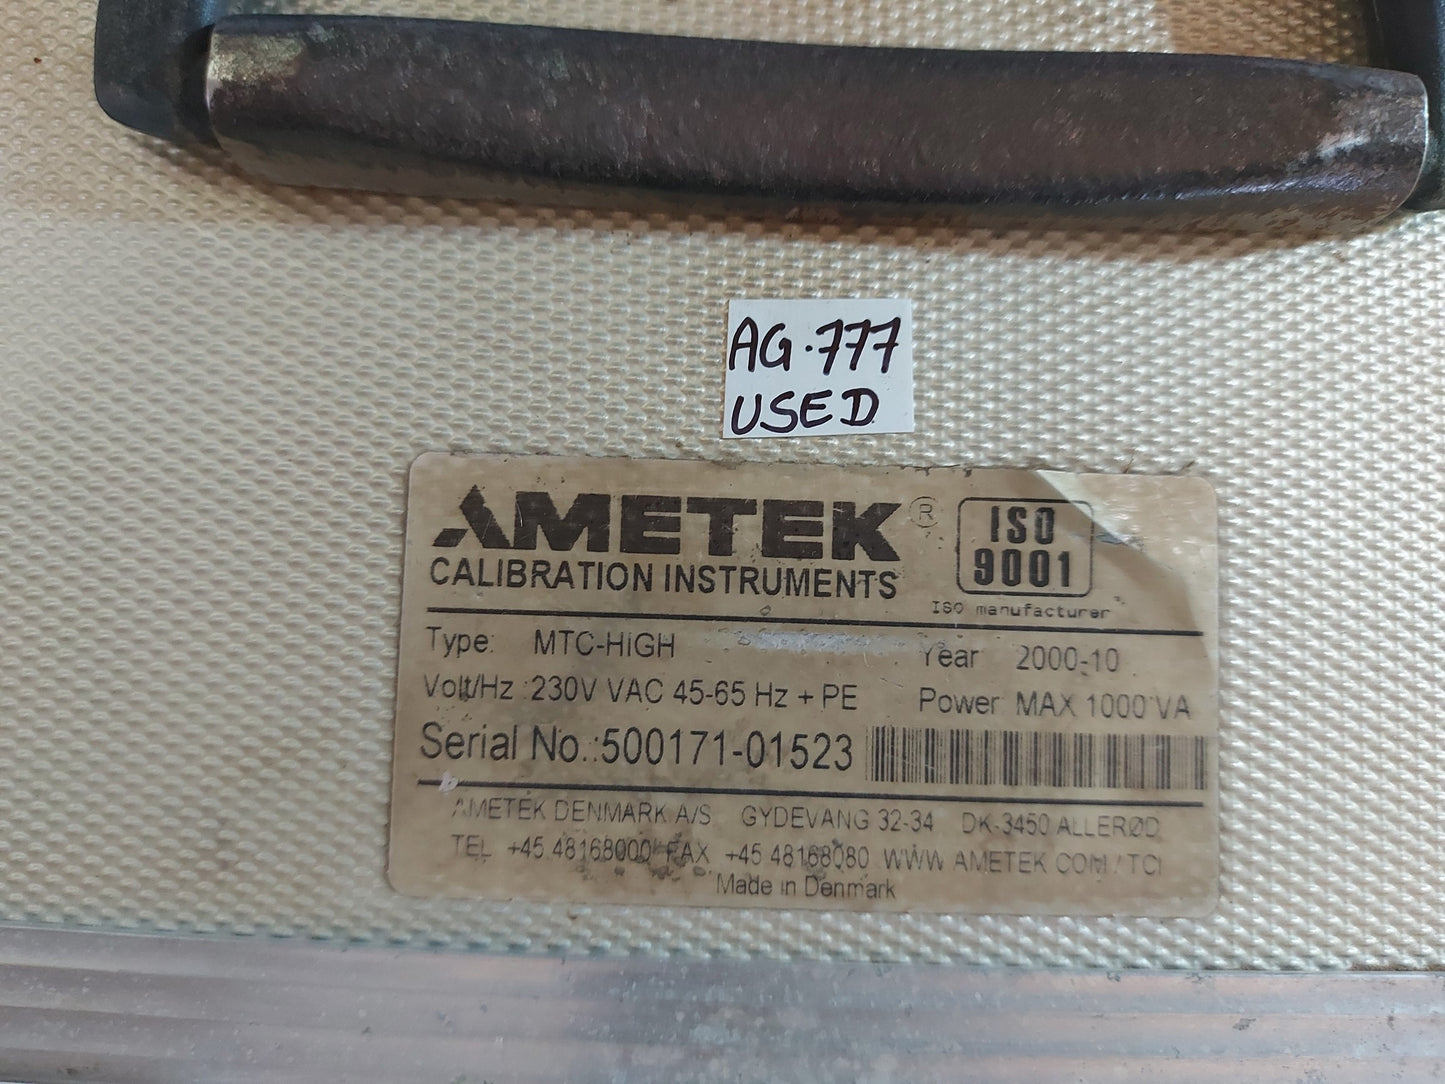 AG.777
USED
AMETEK®
CALIBRATION INSTRUMENTS
ISO
9001
ISO manufacturer
Type: MTC-HIGH
Year 2000-10
Volt/Hz :230V VAC 45-65 Hz + PE
Power MAX 1000 VA
Serial No.:500171-01523
AMETEK DENMARK A/S GYDEVANG 32-34 DK-3450 ALLERØD
TEL +45 48168000 FAX +45 48168080 WWW AMETEK COM/TCI
Made in Denmark